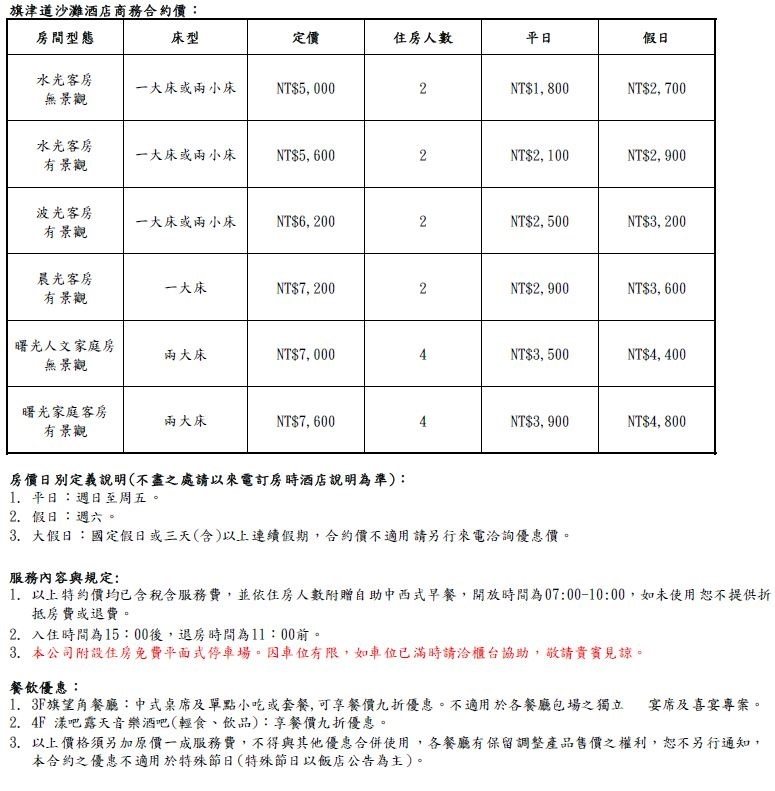 旗津道沙灘酒店商務合約價：
房間型態 床型 定價 住房人數 平日 假日
水光客房
無景觀
一大床或兩小床 NT$5,000 2 NT$1,800 NT$2,700
水光客房
有景觀
一大床或兩小床 NT$5,600 2 NT$2,100 NT$2,900
波光客房
有景觀
一大床或兩小床 NT$6,200 2 NT$2,500 NT$3,200
晨光客房
有景觀
一大床 NT$7,200 2 NT$2,900 NT$3,600
曙光人文家庭房
無景觀
兩大床 NT$7,000 4 NT$3,500 NT$4,400
曙光家庭客房
有景觀
兩大床 NT$7,600 4 NT$3,900 NT$4,800
房價日別定義說明(不盡之處請以來電訂房時酒店說明為準)：
1. 平日：週日至周五。
2. 假日：週六。
3. 大假日：國定假日或三天(含)以上連續假期，合約價不適用請另行來電洽詢優惠價。
服務內容與規定:
1. 以上特約價均已含稅含服務費，並依住房人數附贈自助中西式早餐，開放時間為07:00-10:00，如未使用恕不提供折
抵房費或退費。
2. 入住時間為15：00後，退房時間為11：00前。
3. 本公司附設住房免費平面式停車場。因車位有限，如車位已滿時請洽櫃台協助，敬請貴賓見諒。
餐飲優惠：
1. 3F旗望角餐廳：中式桌席及單點小吃或套餐,可享餐價九折優惠。不適用於各餐廳包場之獨立 宴席及喜宴專案。
2. 4F 漾吧露天音樂酒吧(輕食、飲品)：享餐價九折優惠。
3. 以上價格須另加原價一成服務費，不得與其他優惠合併使用，各餐廳有保留調整產品售價之權利，恕不另行通知，
本合約之優惠不適用於特殊節日(特殊節日以飯店公告為主)。